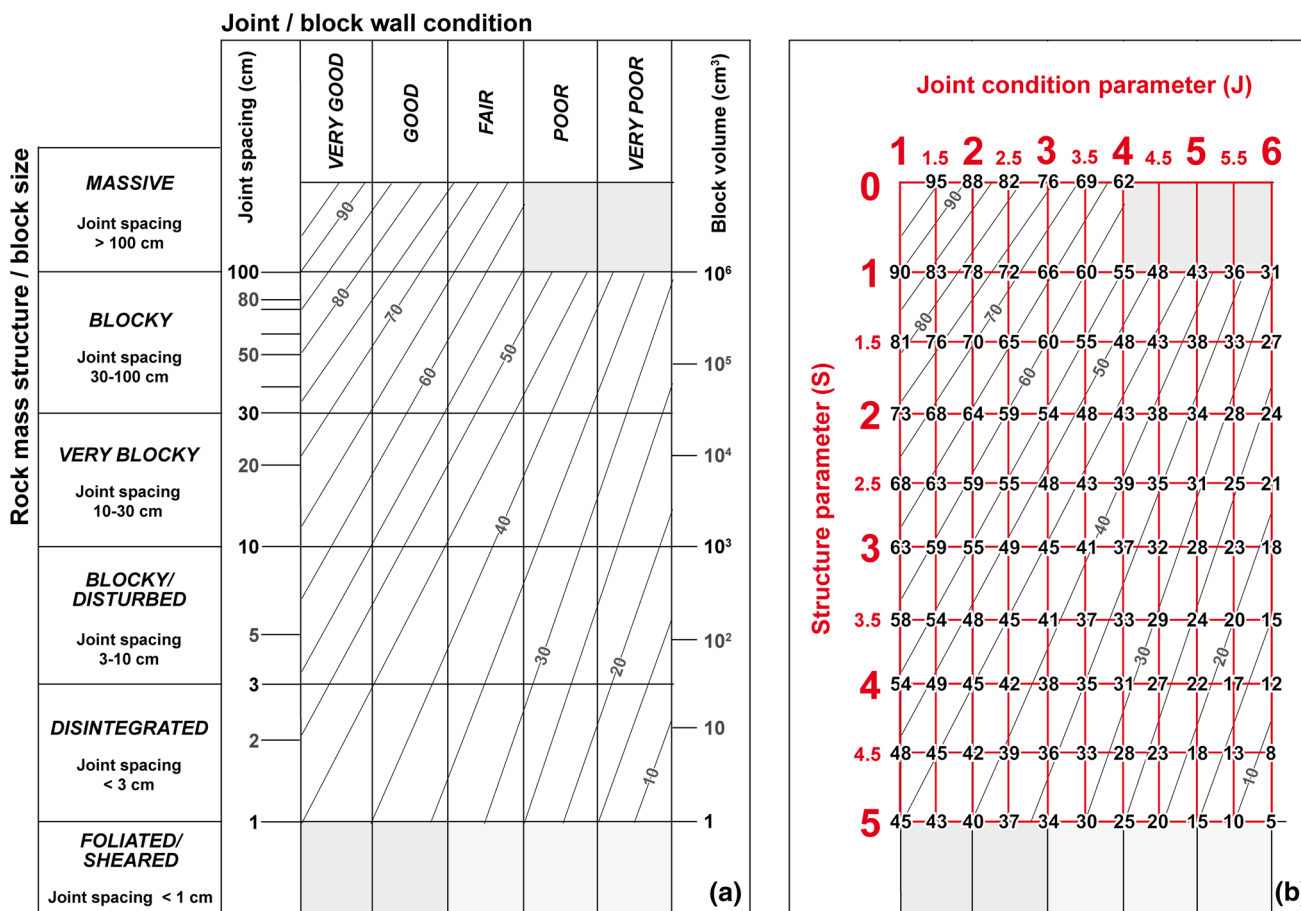 Joint / block wall condition
Rock mass structure / block size
Joint spacing (cm)
VERY GOOD
GOOD
FAIR
POOR
VERY POOR
Block volume (cm³)
MASSIVE
Joint spacing
> 100 cm
BLOCKY
Joint spacing
30-100 cm
VERY BLOCKY
Joint spacing
10-30 cm
BLOCKY/
DISTURBED
Joint spacing
3-10 cm
DISINTEGRATED
Joint spacing
< 3 cm
FOLIATED/
SHEARED
Joint spacing < 1 cm
100
80
50
30
20
10
5
3
2
1
90
80
70
60
50
40
30
20
10
10⁶
10⁵
10⁴
10³
10²
10
1
(a)
Joint condition parameter (J)
Structure parameter (S)
1 1.5 2 2.5 3 3.5 4 4.5 5 5.5 6
0 95 88 82 76 69 62
90
1 90 83 78 72 66 60 55 48 43 36 31
80 70
1.5 81 76 70 65 60 55 48 43 38 33 27
60 50
2 73 68 64 59 54 48 43 38 34 28 24
2.5 68 63 59 55 48 43 39 35 31 25 21
40
3 63 59 55 49 45 41 37 32 28 23 18
3.5 58 54 48 45 41 37 33 29 24 20 15
30 20
4 54 49 45 42 38 35 31 27 22 17 12
4.5 48 45 42 39 36 33 28 23 18 13 8
10
5 45 43 40 37 34 30 25 20 15 10 5
(b)